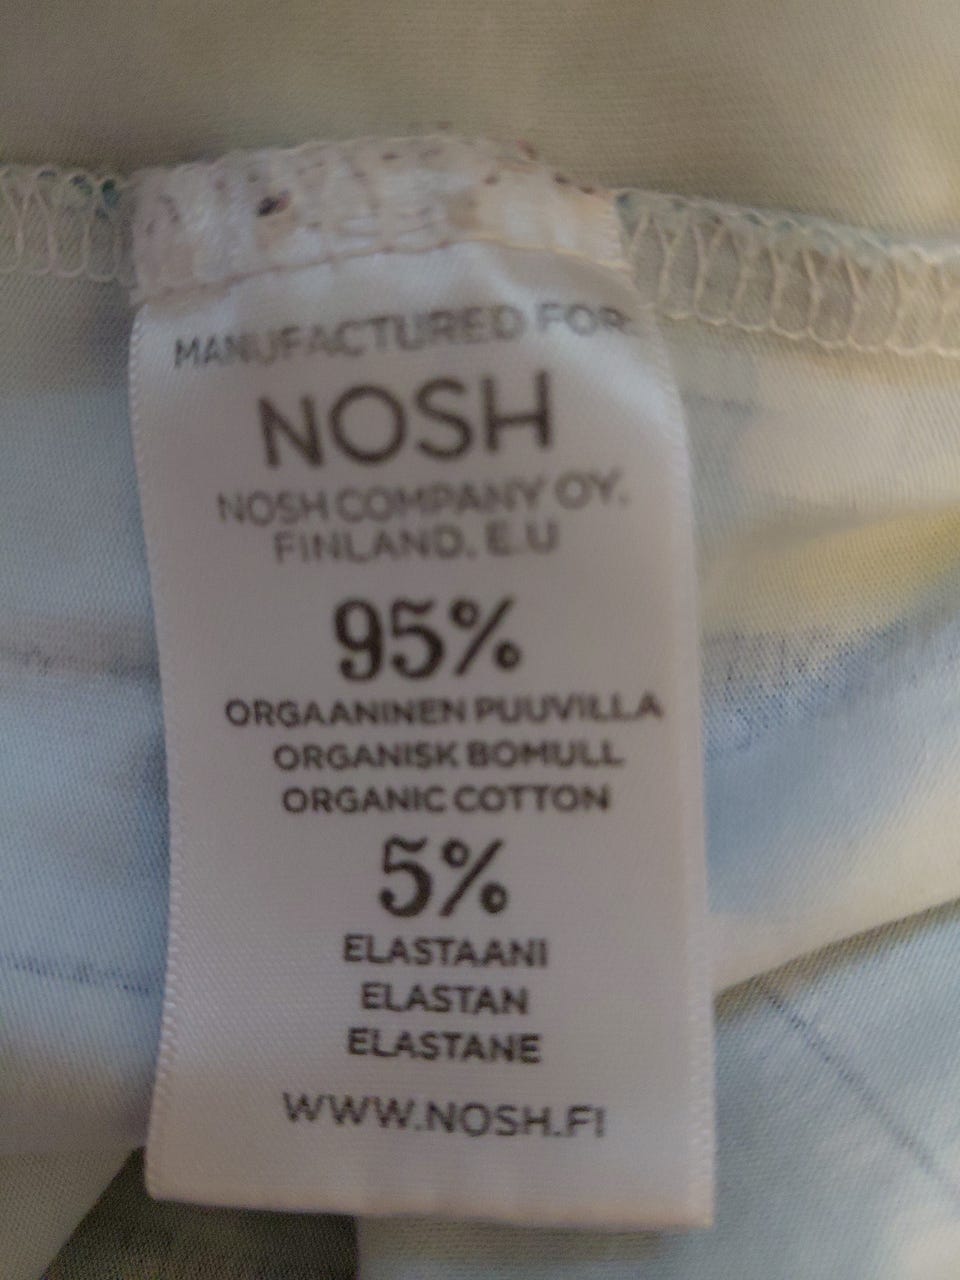 MANUFACTURED FOR:
NOSH
NOSH COMPANY OY.
FINLAND, E.U
95%
ORGAANINEN PUUVILLA
ORGANISK BOMULL
ORGANIC COTTON
5%
ELASTAANI
ELASTAN
ELASTANE
WWW.NOSH.FI